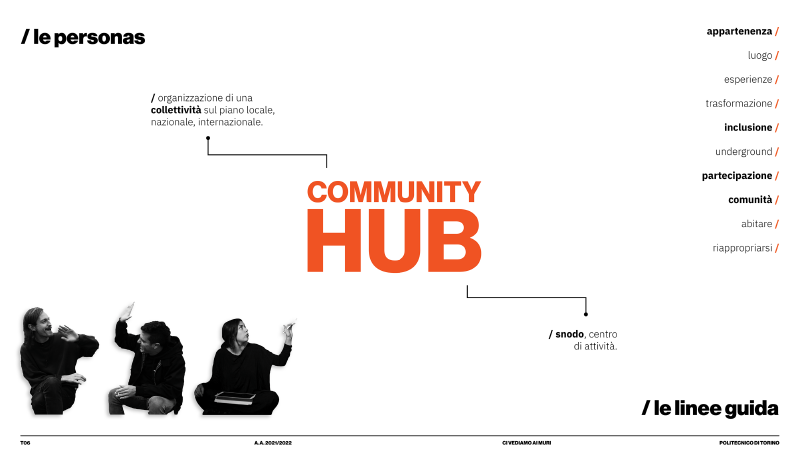 / le personas
appartenenza /
luogo /
esperienze /
trasformazione /
inclusione /
underground /
partecipazione /
comunità /
abitare /
riappropriarsi /
/ organizzazione di una
collettività sul piano locale,
nazionale, internazionale.
COMMUNITY
HUB
/ snodo, centro
di attività.
/ le linee guida
T06
A.A. 2021/2022
CI VEDIAMO AI MURI
POLITECNICO DI TORINO